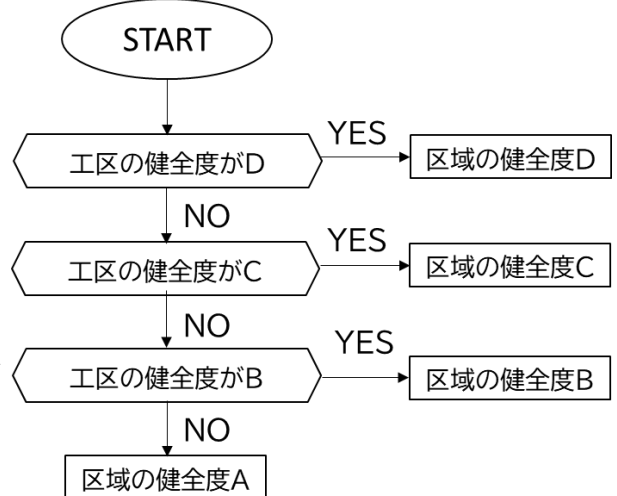 START
工区の健全度がD
YES
区域の健全度D
NO
工区の健全度がC
YES
区域の健全度C
NO
工区の健全度がB
YES
区域の健全度B
NO
区域の健全度A